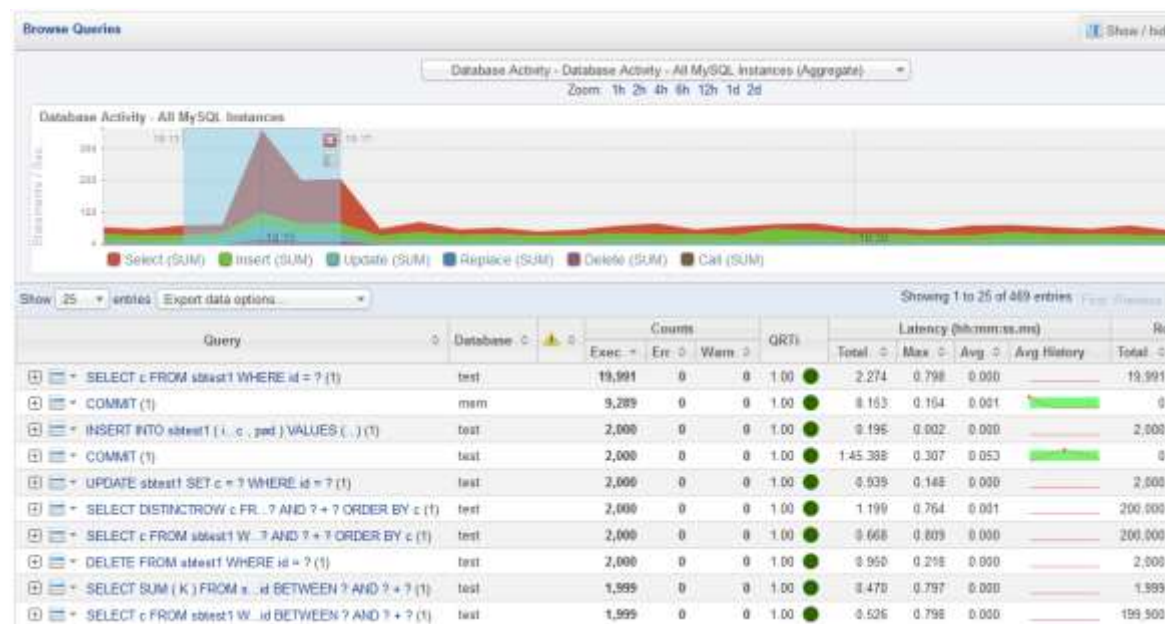 Browse Queries
Show / hid
Database Activity - Database Activity - All MySQL Instances (Aggregate)
Zoom: 1h 2h 4h 6h 12h 1d 2d
Database Activity - All MySQL Instances
Select (SUM) Insert (SUM) Update (SUM) Replace (SUM) Delete (SUM) Call (SUM)
Show 25 entries Export data options...
Showing 1 to 25 of 469 entries First Previous
Query Database Counts QRTi Latency (hh:mm:ss.ms) Ro
Exec Err Warn Total Max Avg Avg History Total
SELECT c FROM sbtest1 WHERE id = ? (1) test 19,991 0 0 1.00 2.274 0.798 0.000 19,991
COMMIT (1) mem 9,289 0 0 1.00 0.164 0.001 0
INSERT INTO sbtest1 ( i...c , pad ) VALUES (...) (1) test 2,000 0 0 1.00 0.196 0.002 0.000 2,000
COMMIT (1) test 2,000 0 0 1.00 1:45.388 0.307 0.053 0
UPDATE sbtest1 SET c = ? WHERE id = ? (1) test 2,000 0 0 1.00 0.939 0.148 0.000 2,000
SELECT DISTINCTROW c FR...? AND ? + ? ORDER BY c (1) test 2,000 0 0 1.00 1.199 0.764 0.001 200,000
SELECT c FROM sbtest1 W...? AND ? + ? ORDER BY c (1) test 2,000 0 0 1.00 0.668 0.809 0.000 200,000
DELETE FROM sbtest1 WHERE id = ? (1) test 2,000 0 0 1.00 0.950 0.218 0.000 2,000
SELECT SUM ( K ) FROM s...id BETWEEN ? AND ? + ? (1) test 1,999 0 0 1.00 0.470 0.797 0.000 1,999
SELECT c FROM sbtest1 W...id BETWEEN ? AND ? + ? (1) test 1,999 0 0 1.00 0.526 0.798 0.000 199,900